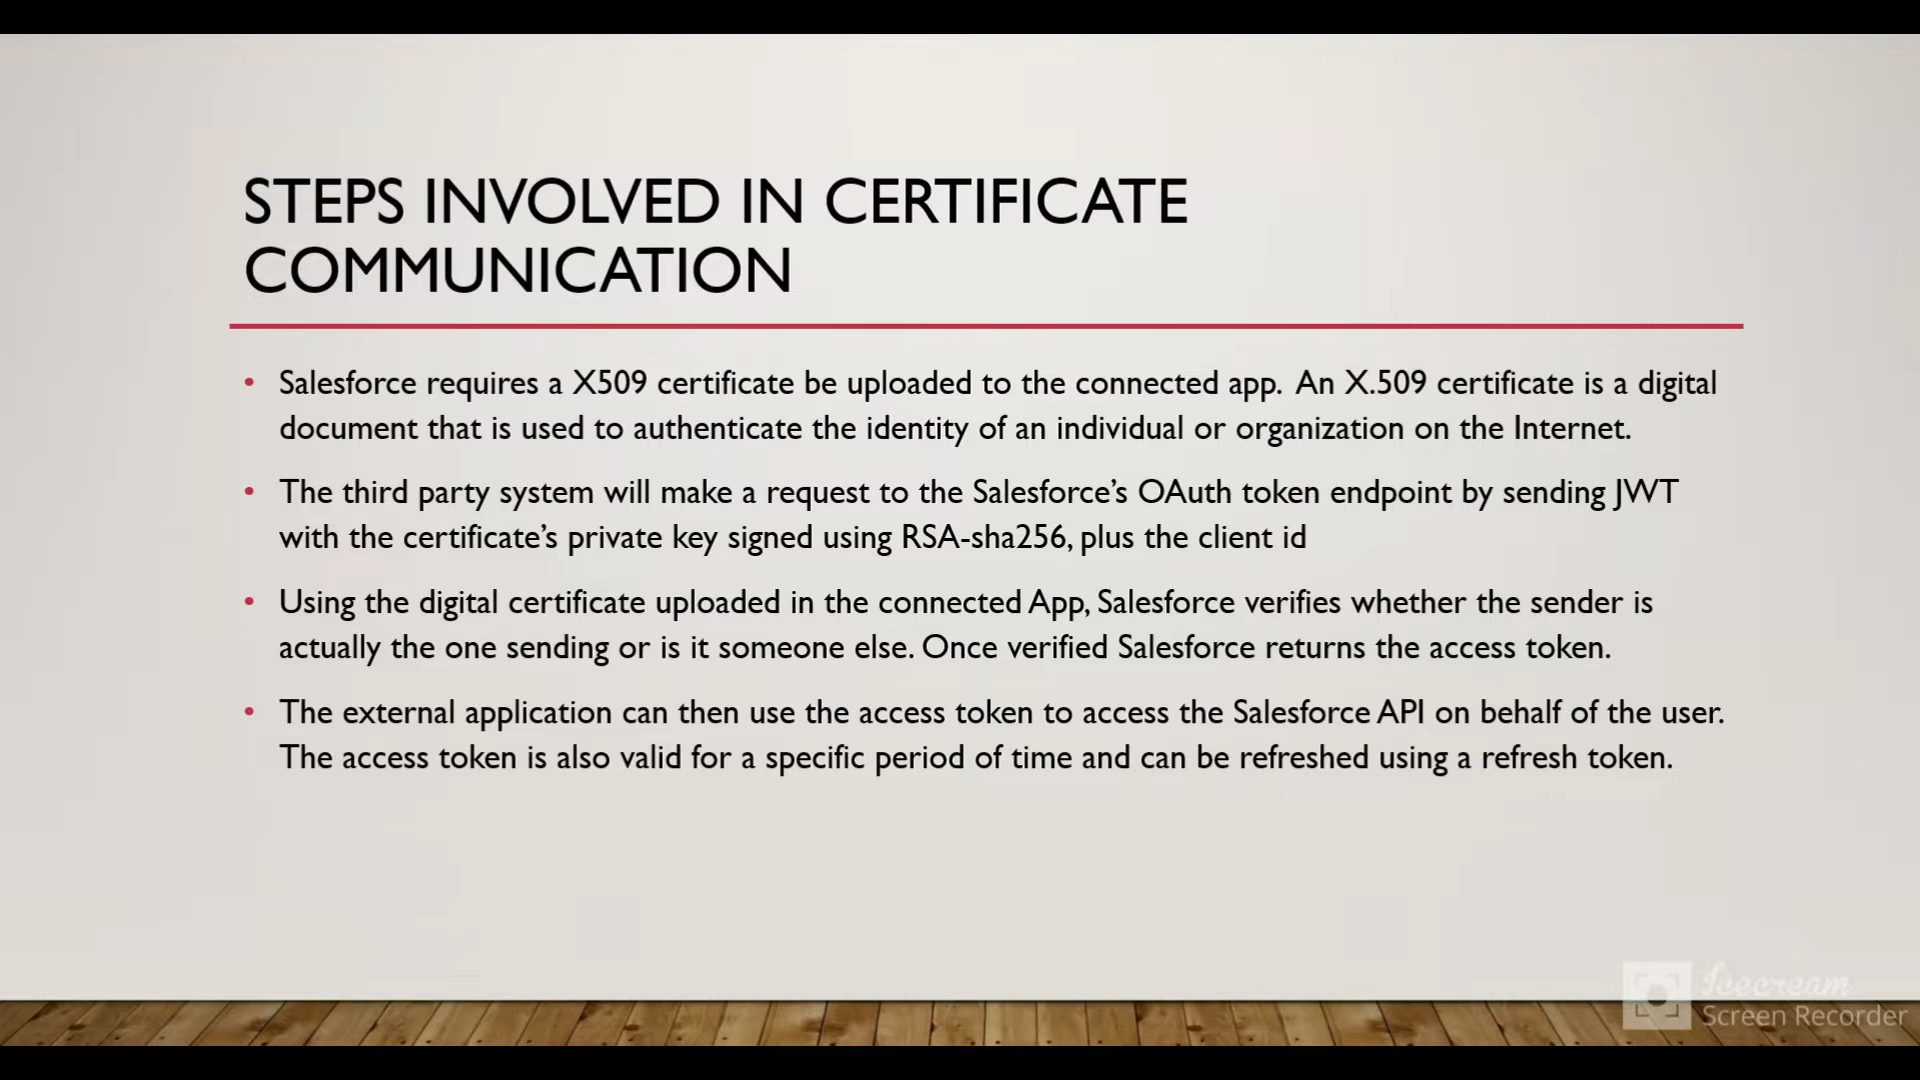 STEPS INVOLVED IN CERTIFICATE
COMMUNICATION
• Salesforce requires a X509 certificate be uploaded to the connected app.  An X.509 certificate is a digital
document that is used to authenticate the identity of an individual or organization on the Internet.
• The third party system will make a request to the Salesforce’s OAuth token endpoint by sending JWT
with the certificate’s private key signed using RSA-sha256, plus the client id
• Using the digital certificate uploaded in the connected App, Salesforce verifies whether the sender is
actually the one sending or is it someone else. Once verified Salesforce returns the access token.
• The external application can then use the access token to access the Salesforce API on behalf of the user.
The access token is also valid for a specific period of time and can be refreshed using a refresh token.
Icecream
Screen Recorder